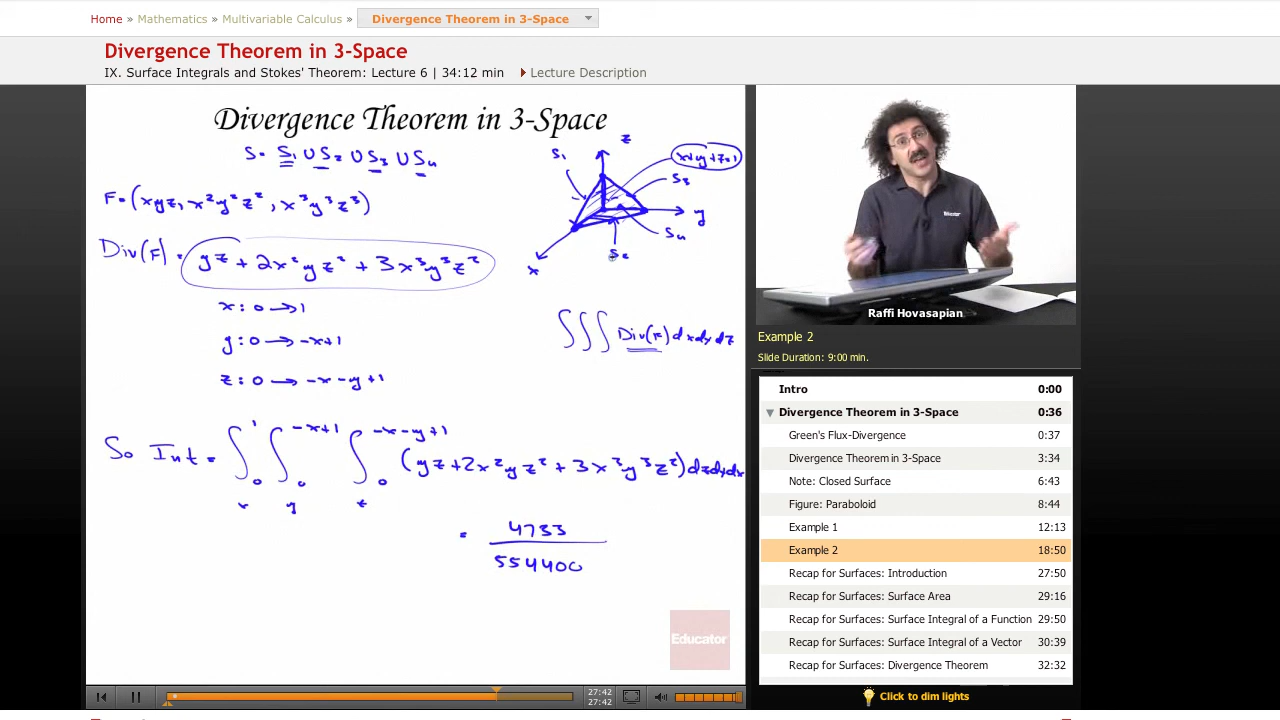 Home » Mathematics » Multivariable Calculus » Divergence Theorem in 3-Space
Divergence Theorem in 3-Space
IX. Surface Integrals and Stokes' Theorem: Lecture 6 | 34:12 min Lecture Description
Divergence Theorem in 3-Space
S = S₁ ∪ S₂ ∪ S₃ ∪ S₄
F = (xyz, x²y²z², x³y³z³)
Div(F) = yz + 2x²yz² + 3x³y³z²
x: 0 → 1
y: 0 → -x+1
z: 0 → -x-y+1
z
S₁
x+y+z=1
S₃
y
S₄
S₂
x
∫∫∫ Div(F) dxdydz
So Int = ∫₀¹ ∫₀^(-x+1) ∫₀^(-x-y+1) (yz + 2x²yz² + 3x³y³z²) dzdydx
x y z
= 4733
554400
Educator
Educator
Raffi Hovasapian
Example 2
Slide Duration: 9:00 min.
Intro 0:00
Divergence Theorem in 3-Space 0:36
Green's Flux-Divergence 0:37
Divergence Theorem in 3-Space 3:34
Note: Closed Surface 6:43
Figure: Paraboloid 8:44
Example 1 12:13
Example 2 18:50
Recap for Surfaces: Introduction 27:50
Recap for Surfaces: Surface Area 29:16
Recap for Surfaces: Surface Integral of a Function 29:50
Recap for Surfaces: Surface Integral of a Vector 30:39
Recap for Surfaces: Divergence Theorem 32:32
27:42
27:42
Click to dim lights